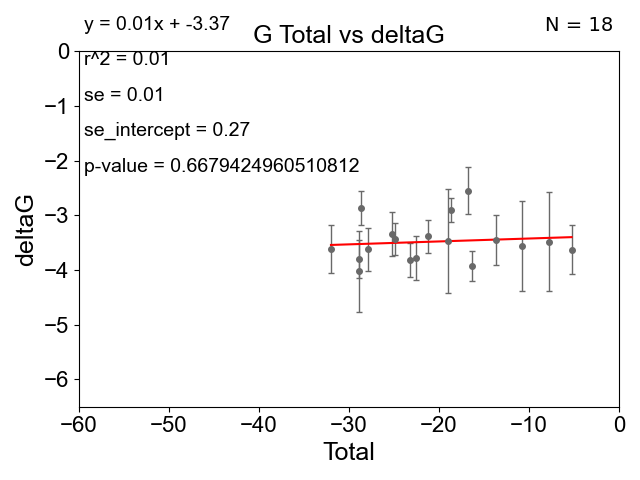 y = 0.01x + -3.37
N = 18
G Total vs deltaG
r^2 = 0.01
se = 0.01
se_intercept = 0.27
p-value = 0.6679424960510812
deltaG
0
−1
−2
−3
−4
−5
−6
−60 −50 −40 −30 −20 −10 0
Total